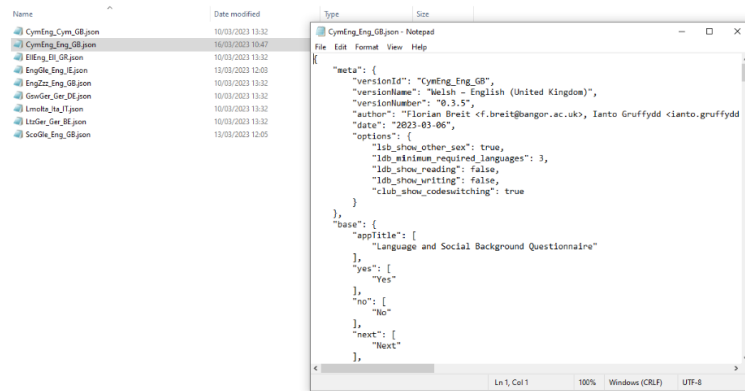 Name Date modified Type Size
CymEng_Cym_GB.json 10/03/2023 13:32
CymEng_Eng_GB.json 16/03/2023 10:47
EllEng_Ell_GR.json 10/03/2023 13:32
EngGle_Eng_IE.json 13/03/2023 12:03
EngZzz_Eng_GB.json 10/03/2023 13:32
GswGer_Ger_DE.json 10/03/2023 13:32
LmoIta_Ita_IT.json 10/03/2023 13:32
LtzGer_Ger_BE.json 10/03/2023 13:32
ScoGle_Eng_GB.json 13/03/2023 12:05
CymEng_Eng_GB.json - Notepad
File Edit Format View Help
{
"meta": {
"versionId": "CymEng_Eng_GB",
"versionName": "Welsh – English (United Kingdom)",
"versionNumber": "0.3.5",
"author": "Florian Breit <f.breit@bangor.ac.uk>, Ianto Gruffydd <ianto.gruffydd
"date": "2023-03-06",
"options": {
"lsb_show_other_sex": true,
"ldb_minimum_required_languages": 3,
"ldb_show_reading": false,
"ldb_show_writing": false,
"club_show_codeswitching": true
}
},
"base": {
"appTitle": [
"Language and Social Background Questionnaire"
],
"yes": [
"Yes"
],
"no": [
"No"
],
"next": [
"Next"
],
Ln 1, Col 1 100% Windows (CRLF) UTF-8